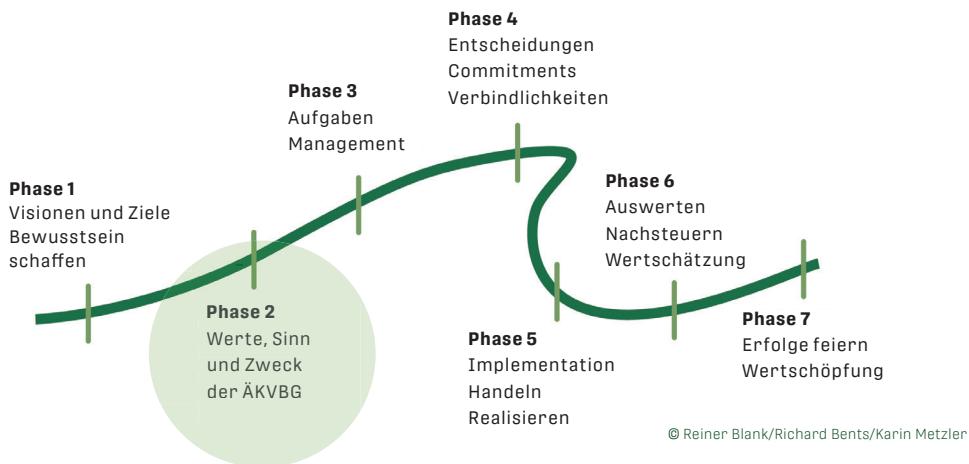 Phase 1
Visionen und Ziele
Bewusstsein
schaffen
Phase 2
Werte, Sinn
und Zweck
der ÄKVBG
Phase 3
Aufgaben
Management
Phase 4
Entscheidungen
Commitments
Verbindlichkeiten
Phase 5
Implementation
Handeln
Realisieren
Phase 6
Auswerten
Nachsteuern
Wertschätzung
Phase 7
Erfolge feiern
Wertschöpfung
© Reiner Blank/Richard Bents/Karin Metzler